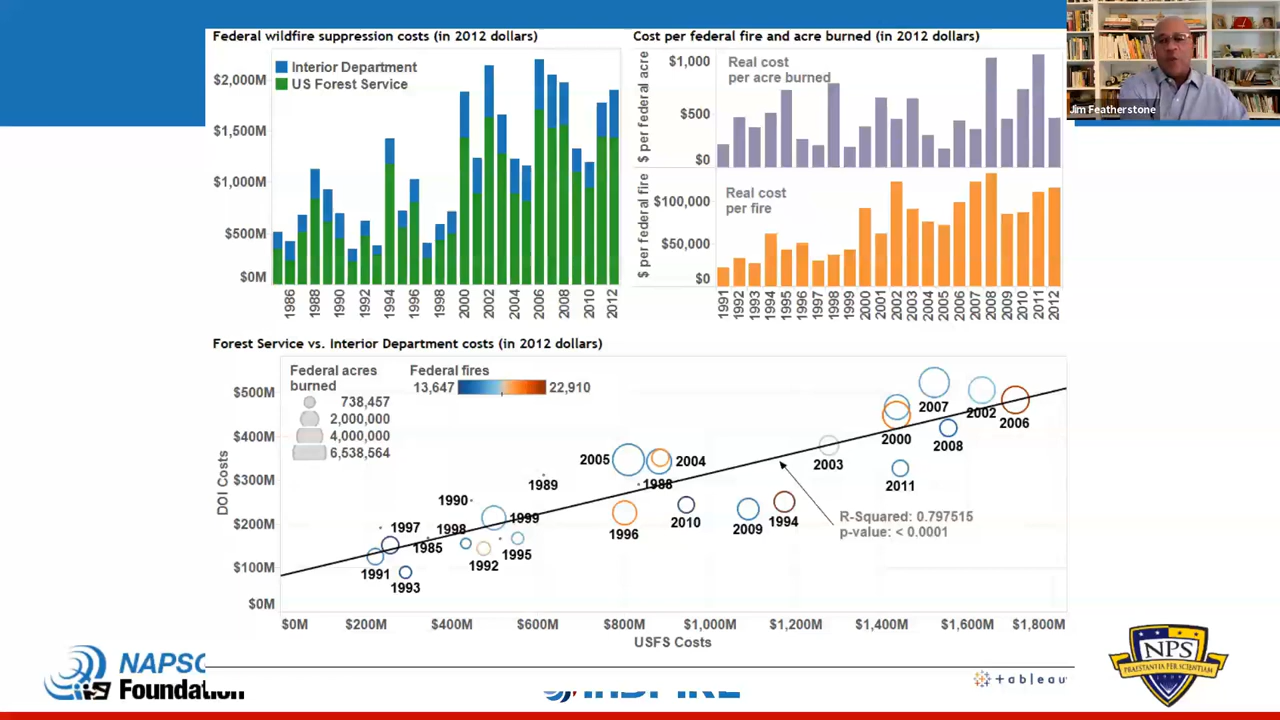 Federal wildfire suppression costs (in 2012 dollars)
Interior Department
US Forest Service
$2,000M
$1,500M
$1,000M
$500M
$0M
1986 1988 1990 1992 1994 1996 1998 2000 2002 2004 2006 2008 2010 2012
Cost per federal fire and acre burned (in 2012 dollars)
Real cost
per acre burned
$ per federal acre
$1,000
$500
$0
Real cost
per fire
$ per federal fire
$100,000
$50,000
$0
1991 1992 1993 1994 1995 1996 1997 1998 1999 2000 2001 2002 2003 2004 2005 2006 2007 2008 2009 2010 2011 2012
Jim Featherstone
Forest Service vs. Interior Department costs (in 2012 dollars)
Federal acres
burned
738,457
2,000,000
4,000,000
6,538,564
Federal fires
13,647 22,910
DOI Costs
$500M
$400M
$300M
$200M
$100M
$0M
2007
2002
2006
2000
2008
2005
2004
2003
1989
1988
2011
1990
1999
1996
2010
2009
1994
1997
1998
1985
1995
1991
1992
1993
R-Squared: 0.797515
p-value: < 0.0001
$0M $200M $400M $600M $800M $1,000M $1,200M $1,400M $1,600M $1,800M
USFS Costs
NAPSG
Foundation
tableau
NPS
PRAESTANTIA PER SCIENTIAM